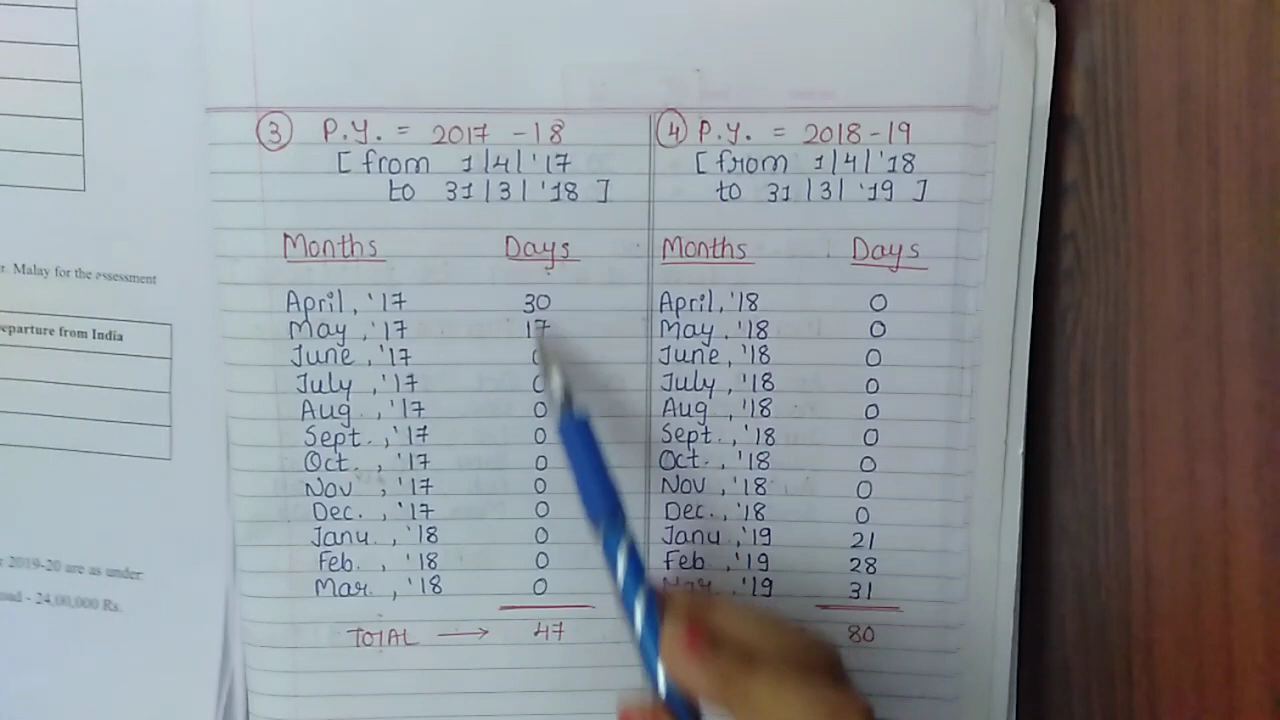 ③ P.Y. = 2017 - 18
[ from 1/4/'17
to 31/3/'18 ]
Months Days
April, '17 30
May, '17 17
June, '17 0
July, '17 0
Aug., '17 0
Sept., '17 0
Oct., '17 0
Nov, '17 0
Dec., '17 0
Janu., '18 0
Feb., '18 0
Mar., '18 0
TOTAL → 47
④ P.Y. = 2018-19
[ from 1/4/'18
to 31/3/'19 ]
Months Days
April, '18 0
May, '18 0
June, '18 0
July, '18 0
Aug., '18 0
Sept., '18 0
Oct., '18 0
Nov, '18 0
Dec., '18 0
Janu., '19 21
Feb, '19 28
Mar., '19 31
80
r. Malay for the assessment
eparture from India
2019-20 are as under:
- 24,00,000 Rs.